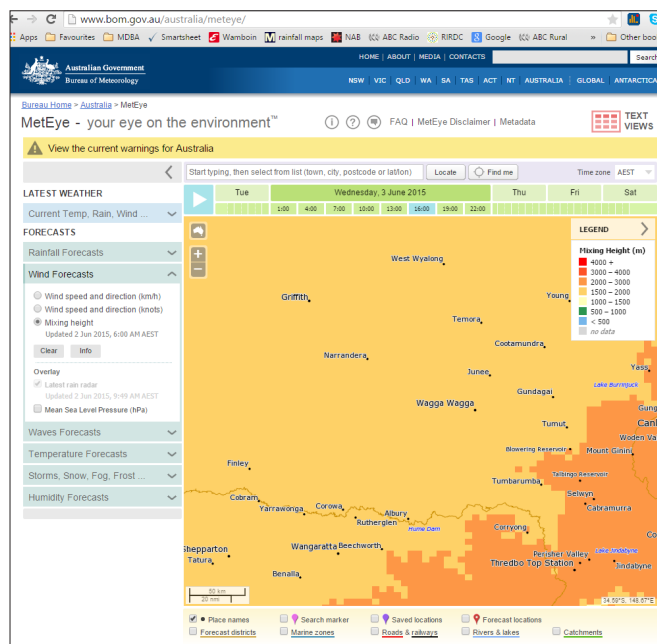 www.bom.gov.au/australia/meteye/
Apps Favourites MDBA Smartsheet Wamboin rainfall maps NAB ABC Radio RIRDC Google ABC Rural » Other boo
Australian Government
Bureau of Meteorology
HOME | ABOUT | MEDIA | CONTACTS
Search
NSW | VIC | QLD | WA | SA | TAS | ACT | NT | AUSTRALIA | GLOBAL | ANTARCTICA
Bureau Home > Australia > MetEye
MetEye - your eye on the environment™
FAQ | MetEye Disclaimer | Metadata
TEXT
VIEWS
View the current warnings for Australia
Start typing, then select from list (town, city, postcode or lat/lon)
Locate
Find me
Time zone AEST
LATEST WEATHER
Current Temp, Rain, Wind ...
FORECASTS
Rainfall Forecasts
Wind Forecasts
Wind speed and direction (km/h)
Wind speed and direction (knots)
Mixing height
Updated 2 Jun 2015, 6:00 AM AEST
Clear Info
Overlay
Latest rain radar
Updated 2 Jun 2015, 9:49 AM AEST
Mean Sea Level Pressure (hPa)
Waves Forecasts
Temperature Forecasts
Storms, Snow, Fog, Frost ...
Humidity Forecasts
Tue Wednesday, 3 June 2015 Thu Fri Sat
1:00 4:00 7:00 10:00 13:00 16:00 19:00 22:00
LEGEND
Mixing Height (m)
4000 +
3000 - 4000
2000 - 3000
1500 - 2000
1000 - 1500
500 - 1000
< 500
no data
West Wyalong
Griffith
Young
Temora
Cootamundra
Narrandera
Junee
Yass
Lake Burrinjuck
Gundagai
Wagga Wagga
Gung
Tumut
Canl
Woden Va
Blowering Reservoir
Mount Ginini
Finley
Talbingo Reservoir
Tumbarumba
Selwyn
Cobram
Cabramurra
Yarrawonga
Corowa
Albury
Rutherglen
Hume Dam
Corryong
Co
Shepparton
Wangaratta
Beechworth
Perisher Valley
Lake Jindabyne
Tatura
Thredbo Top Station
Jindabyne
Benalla
50 km
20 nm
34.59°S, 148.67°E
Place names Search marker Saved locations Forecast locations
Forecast districts Marine zones Roads & railways Rivers & lakes Catchments